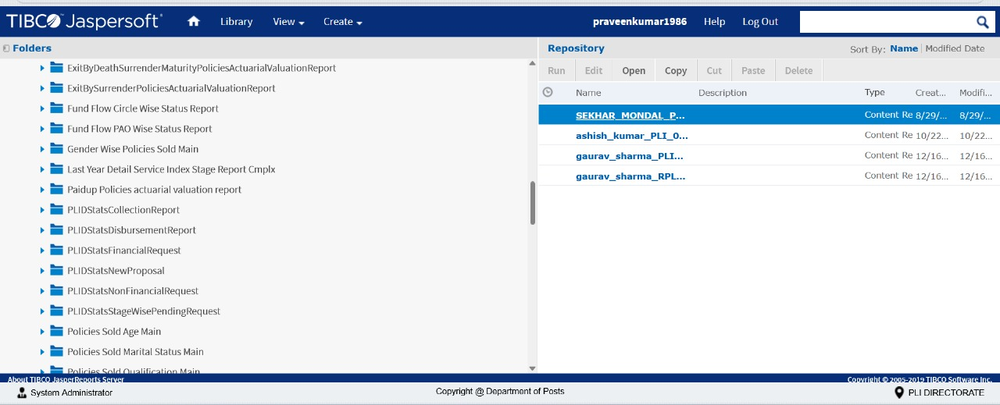 TIBCO Jaspersoft®
Library
View
Create
praveenkumar1986
Help
Log Out
Folders
ExitByDeathSurrenderMaturityPoliciesActuarialValuationReport
ExitBySurrenderPoliciesActuarialValuationReport
Fund Flow Circle Wise Status Report
Fund Flow PAO Wise Status Report
Gender Wise Policies Sold Main
Last Year Detail Service Index Stage Report Cmplx
Paidup Policies actuarial valuation report
PLIDStatsCollectionReport
PLIDStatsDisbursementReport
PLIDStatsFinancialRequest
PLIDStatsNewProposal
PLIDStatsNonFinancialRequest
PLIDStatsStageWisePendingRequest
Policies Sold Age Main
Policies Sold Marital Status Main
Policies Sold Qualification Main
Repository
Sort By: Name | Modified Date
Run Edit Open Copy Cut Paste Delete
Name Description Type Creat... Modifi...
SEKHAR_MONDAL_P... Content Re 8/29/... 8/29/...
ashish_kumar_PLI_0... Content Re 10/22... 10/22...
gaurav_sharma_PLI... Content Re 12/16... 12/16...
gaurav_sharma_RPL... Content Re 12/16... 12/16...
About TIBCO JasperReports Server
Copyright © 2005-2019 TIBCO Software Inc.
System Administrator
Copyright @ Department of Posts
PLI DIRECTORATE